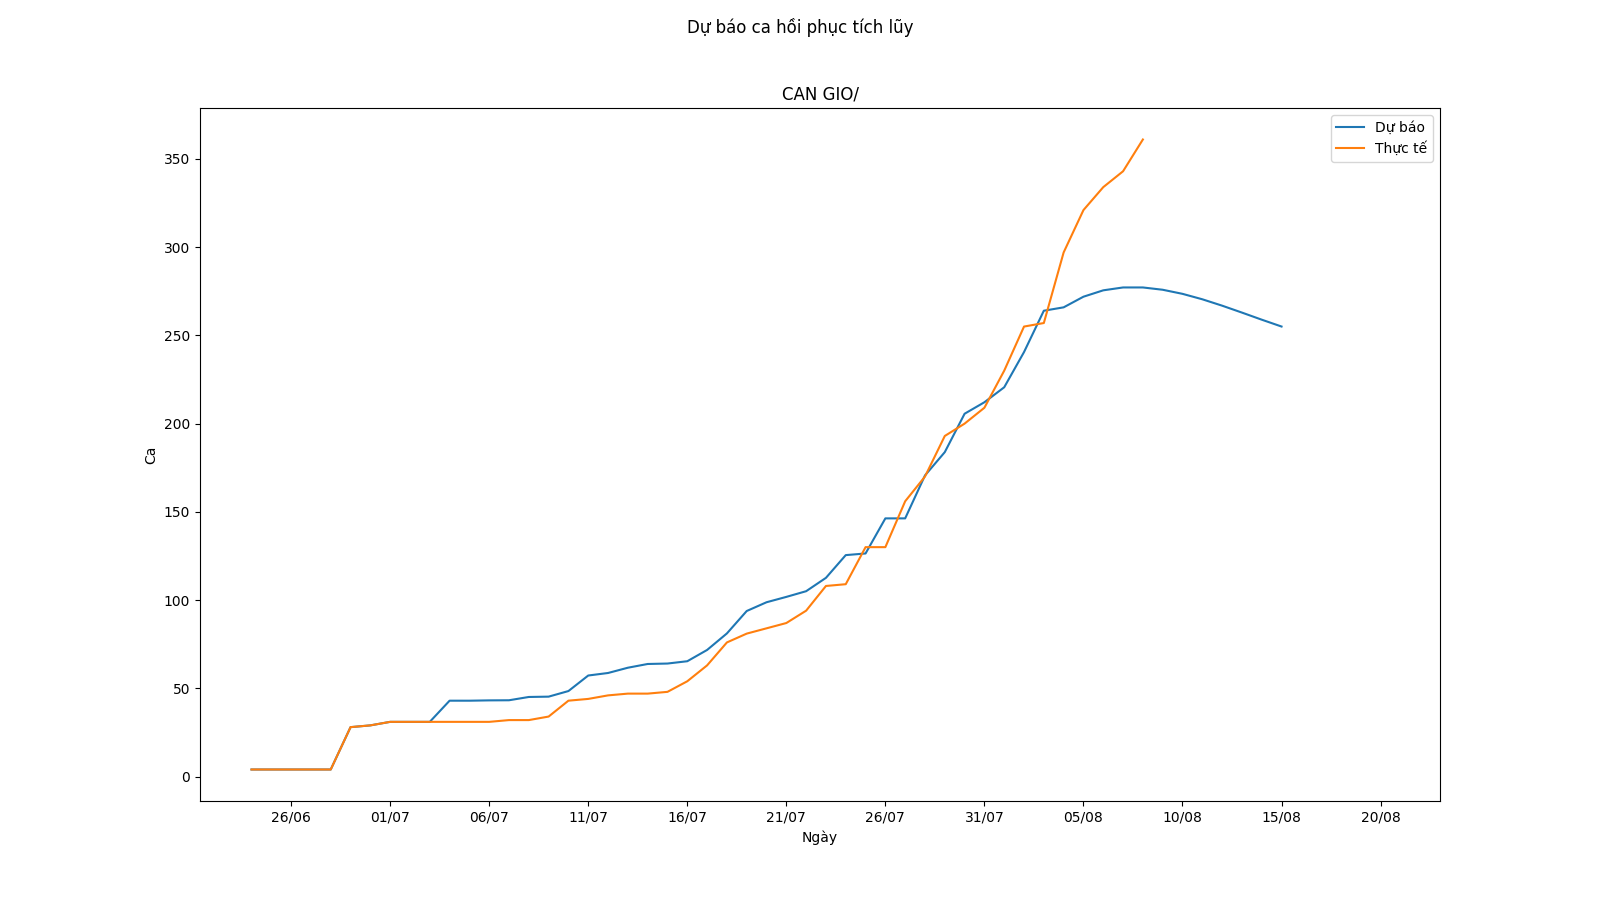 Dự báo ca hồi phục tích lũy
CAN GIO/
Dự báo
Thực tế
350
300
250
200
150
100
50
0
Ca
26/06 01/07 06/07 11/07 16/07 21/07 26/07 31/07 05/08 10/08 15/08 20/08
Ngày